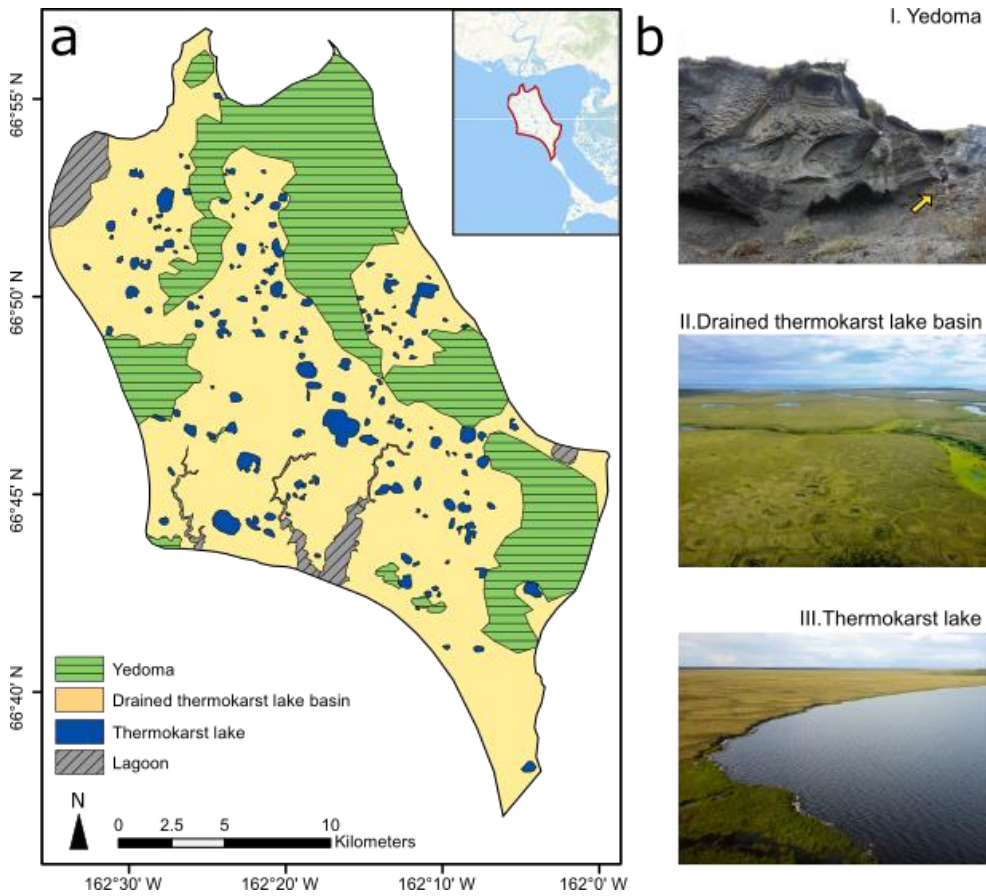 a
66°55' N
66°50' N
66°45' N
66°40' N
Yedoma
Drained thermokarst lake basin
Thermokarst lake
Lagoon
N
0 2.5 5 10
Kilometers
162°30' W 162°20' W 162°10' W 162°0' W
b
I. Yedoma
II.Drained thermokarst lake basin
III.Thermokarst lake